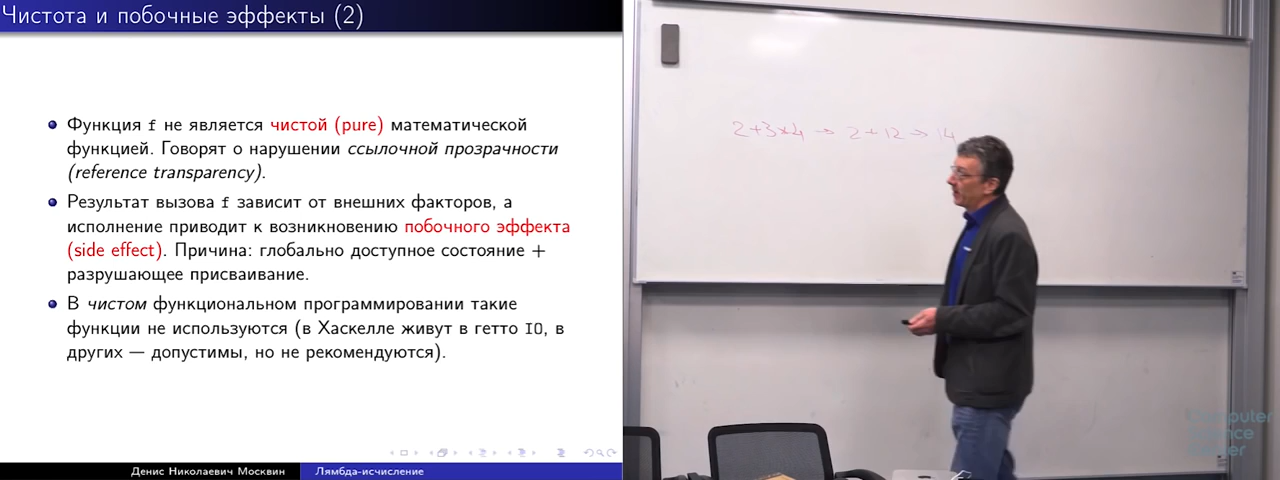 Чистота и побочные эффекты (2)
Функция f не является чистой (pure) математической
функцией. Говорят о нарушении ссылочной прозрачности
(reference transparency).
Результат вызова f зависит от внешних факторов, а
исполнение приводит к возникновению побочного эффекта
(side effect). Причина: глобально доступное состояние +
разрушающее присваивание.
В чистом функциональном программировании такие
функции не используются (в Хаскелле живут в гетто IO, в
других — допустимы, но не рекомендуются).
Денис Николаевич Москвин
Лямбда-исчисление
2+3*4 → 2+12 → 14
Computer
Science
Center